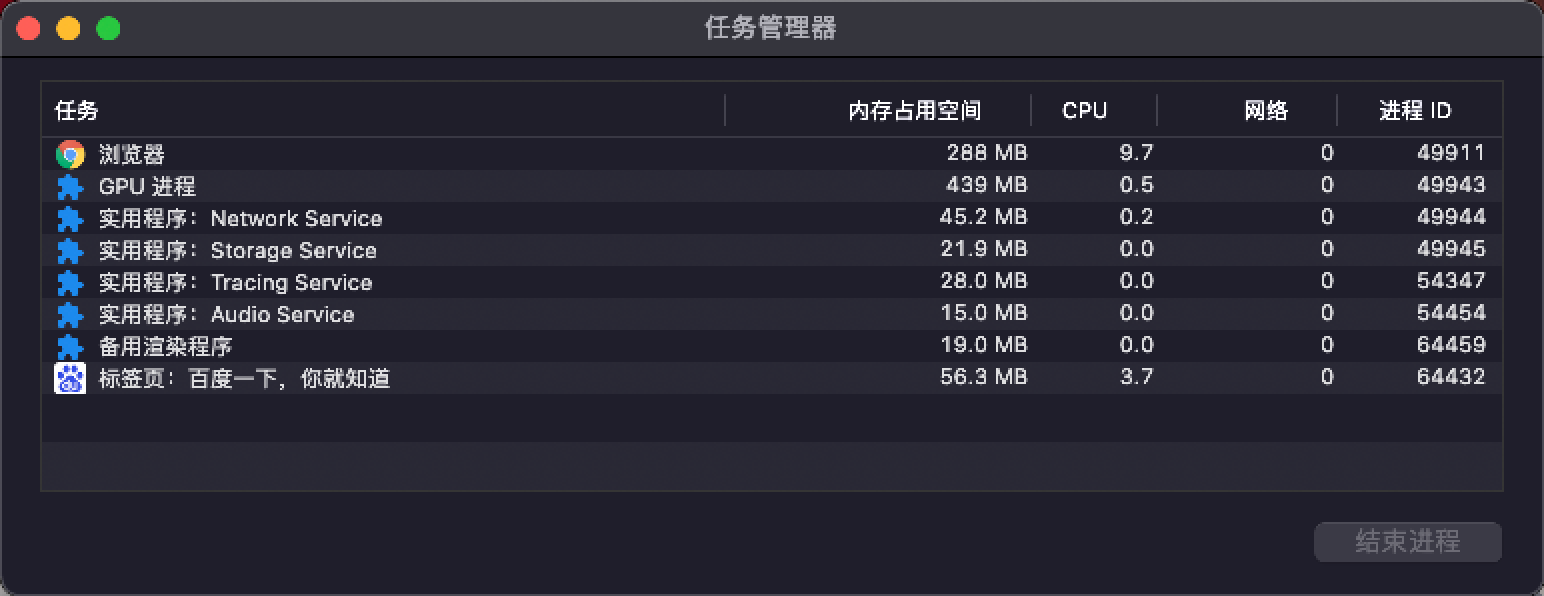 任务管理器
任务 内存占用空间 CPU 网络 进程 ID
浏览器 288 MB 9.7 0 49911
GPU 进程 439 MB 0.5 0 49943
实用程序：Network Service 45.2 MB 0.2 0 49944
实用程序：Storage Service 21.9 MB 0.0 0 49945
实用程序：Tracing Service 28.0 MB 0.0 0 54347
实用程序：Audio Service 15.0 MB 0.0 0 54454
备用渲染程序 19.0 MB 0.0 0 64459
标签页：百度一下，你就知道 56.3 MB 3.7 0 64432
结束进程